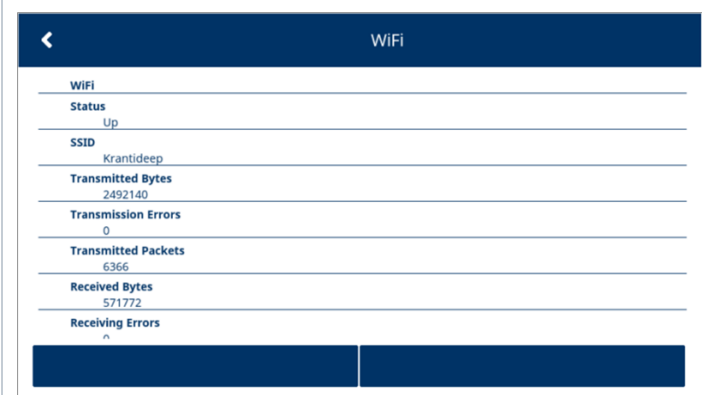 WiFi
WiFi
Status
Up
SSID
Krantideep
Transmitted Bytes
2492140
Transmission Errors
0
Transmitted Packets
6366
Received Bytes
571772
Receiving Errors